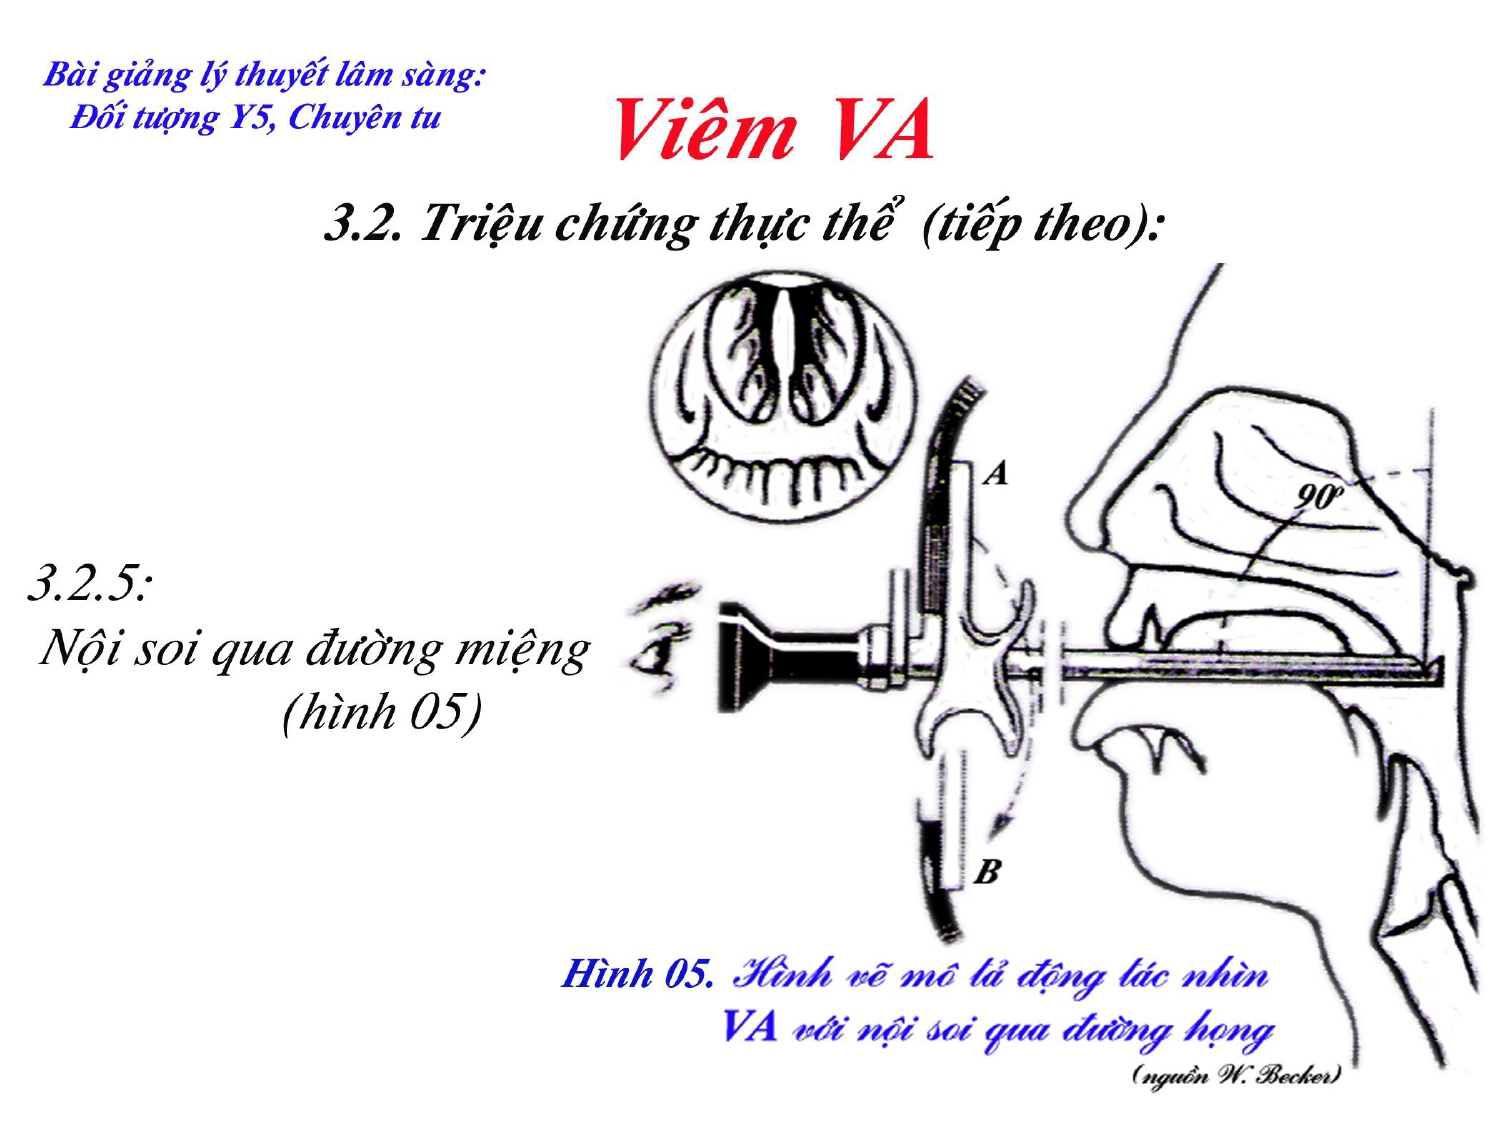 Bài giảng lý thuyết lâm sàng:
Đối tượng Y5, Chuyên tu
Viêm VA
3.2. Triệu chứng thực thể (tiếp theo):
A
90º
3.2.5:
Nội soi qua đường miệng
(hình 05)
B
Hình 05. Hình vẽ mô tả động tác nhìn
VA với nội soi qua đường họng
(nguồn W. Becker)